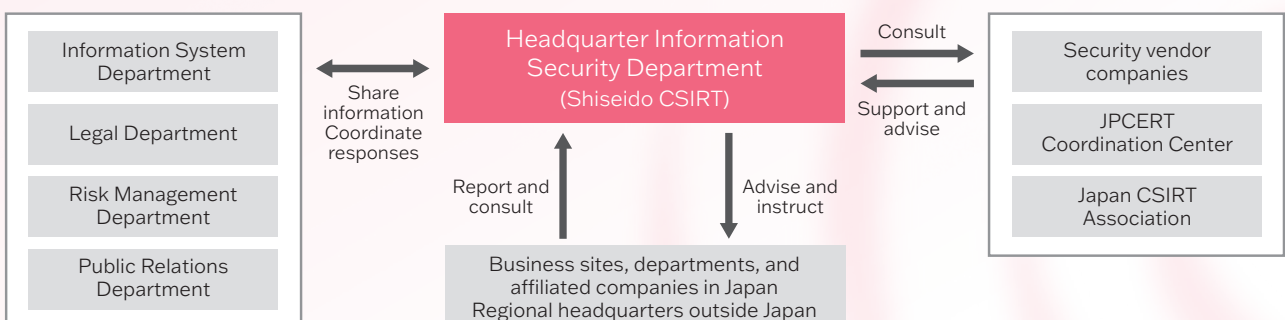 Information System
Department
Legal Department
Risk Management
Department
Public Relations
Department
Share
information
Coordinate
responses
Headquarter Information
Security Department
(Shiseido CSIRT)
Report and
consult
Advise and
instruct
Business sites, departments, and
affiliated companies in Japan
Regional headquarters outside Japan
Consult
Support and
advise
Security vendor
companies
JPCERT
Coordination Center
Japan CSIRT
Association